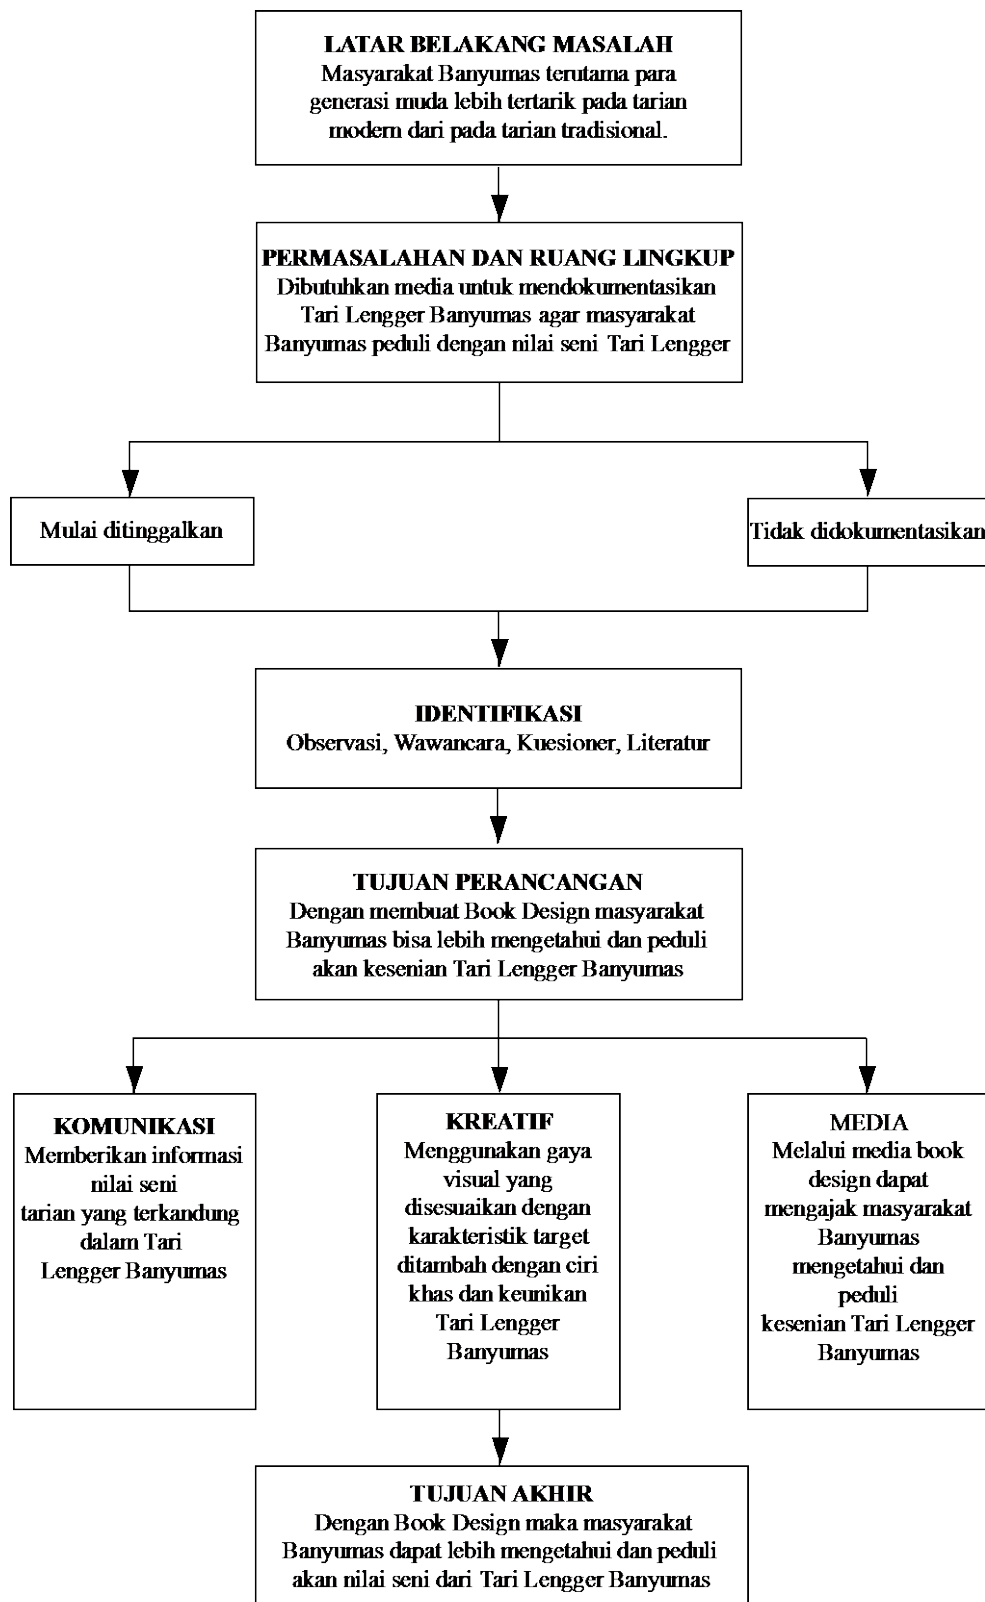 LATAR BELAKANG MASALAH
Masyarakat Banyumas terutama para
generasi muda lebih tertarik pada tarian
modern dari pada tarian tradisional.
PERMASALAHAN DAN RUANG LINGKUP
Dibutuhkan media untuk mendokumentasikan
Tari Lengger Banyumas agar masyarakat
Banyumas peduli dengan nilai seni Tari Lengger
Mulai ditinggalkan
Tidak didokumentasikan
IDENTIFIKASI
Observasi, Wawancara, Kuesioner, Literatur
TUJUAN PERANCANGAN
Dengan membuat Book Design masyarakat
Banyumas bisa lebih mengetahui dan peduli
akan kesenian Tari Lengger Banyumas
KOMUNIKASI
Memberikan informasi
nilai seni
tarian yang terkandung
dalam Tari
Lengger Banyumas
KREATIF
Menggunakan gaya
visual yang
disesuaikan dengan
karakteristik target
ditambah dengan ciri
khas dan keunikan
Tari Lengger
Banyumas
MEDIA
Melalui media book
design dapat
mengajak masyarakat
Banyumas
mengetahui dan
peduli
kesenian Tari Lengger
Banyumas
TUJUAN AKHIR
Dengan Book Design maka masyarakat
Banyumas dapat lebih mengetahui dan peduli
akan nilai seni dari Tari Lengger Banyumas